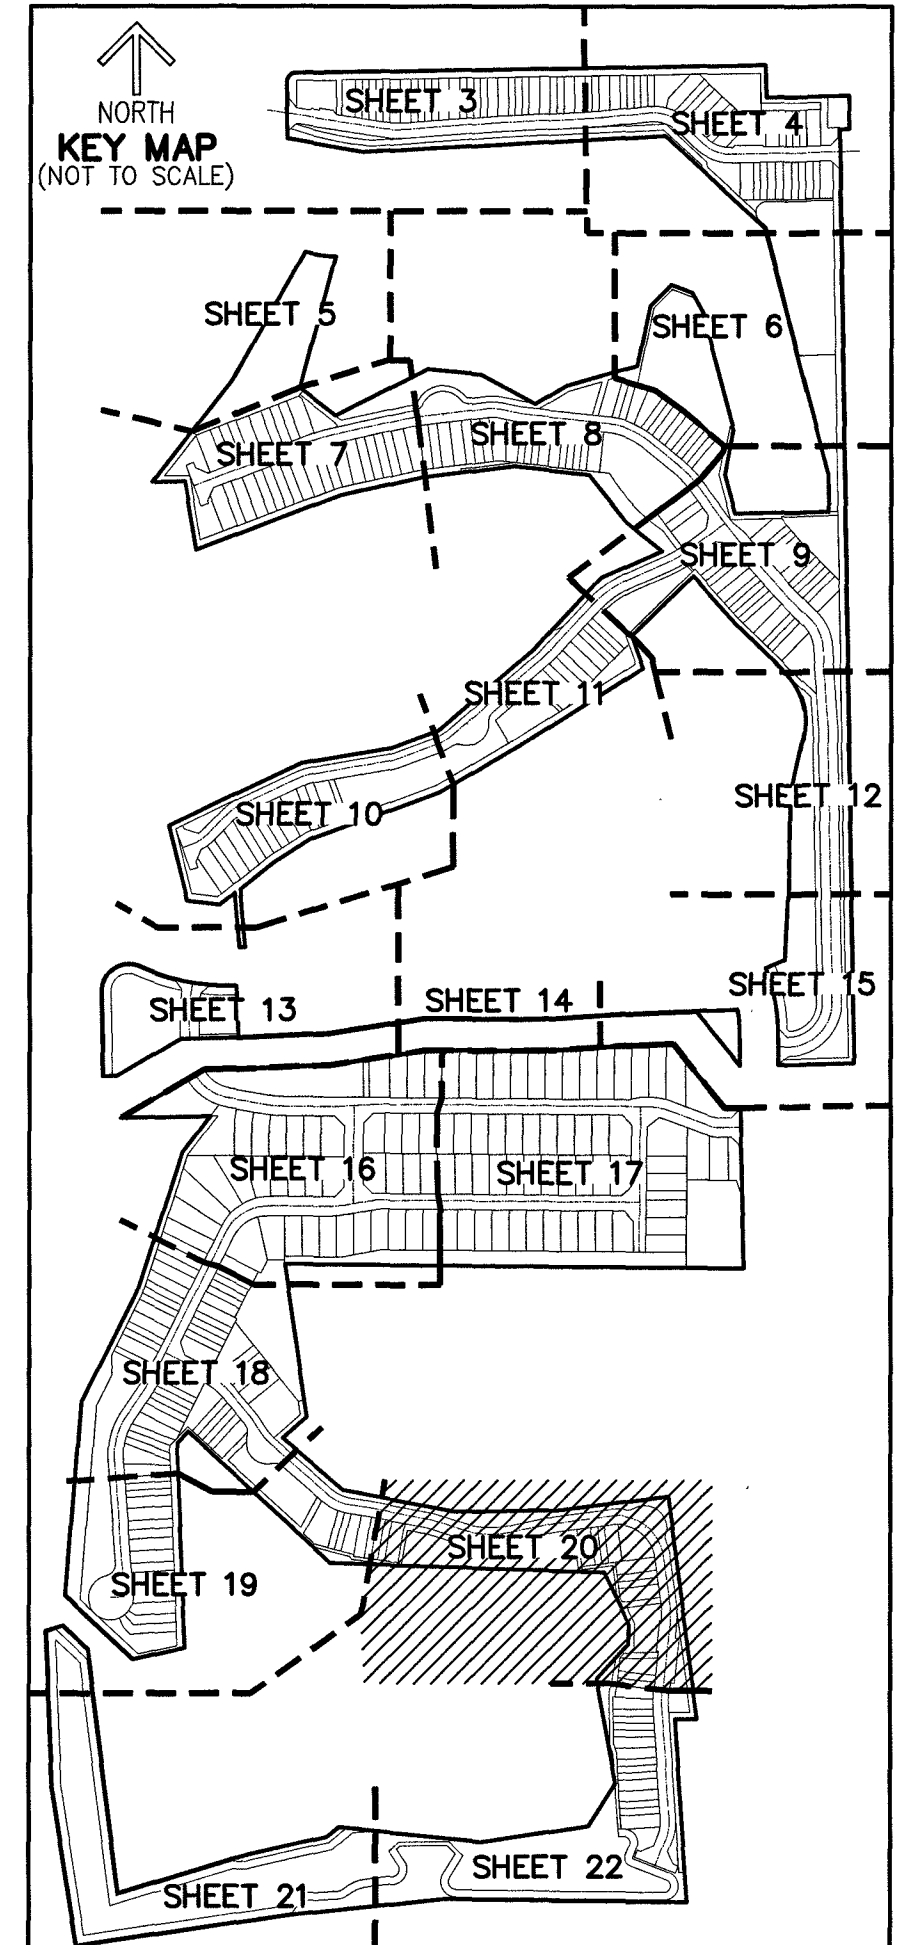 NORTH
KEY MAP
(NOT TO SCALE)
SHEET 3
SHEET 4
SHEET 5
SHEET 6
SHEET 7
SHEET 8
SHEET 9
SHEET 11
SHEET 10
SHEET 12
SHEET 13
SHEET 14
SHEET 15
SHEET 16
SHEET 17
SHEET 18
SHEET 20
SHEET 19
SHEET 21
SHEET 22